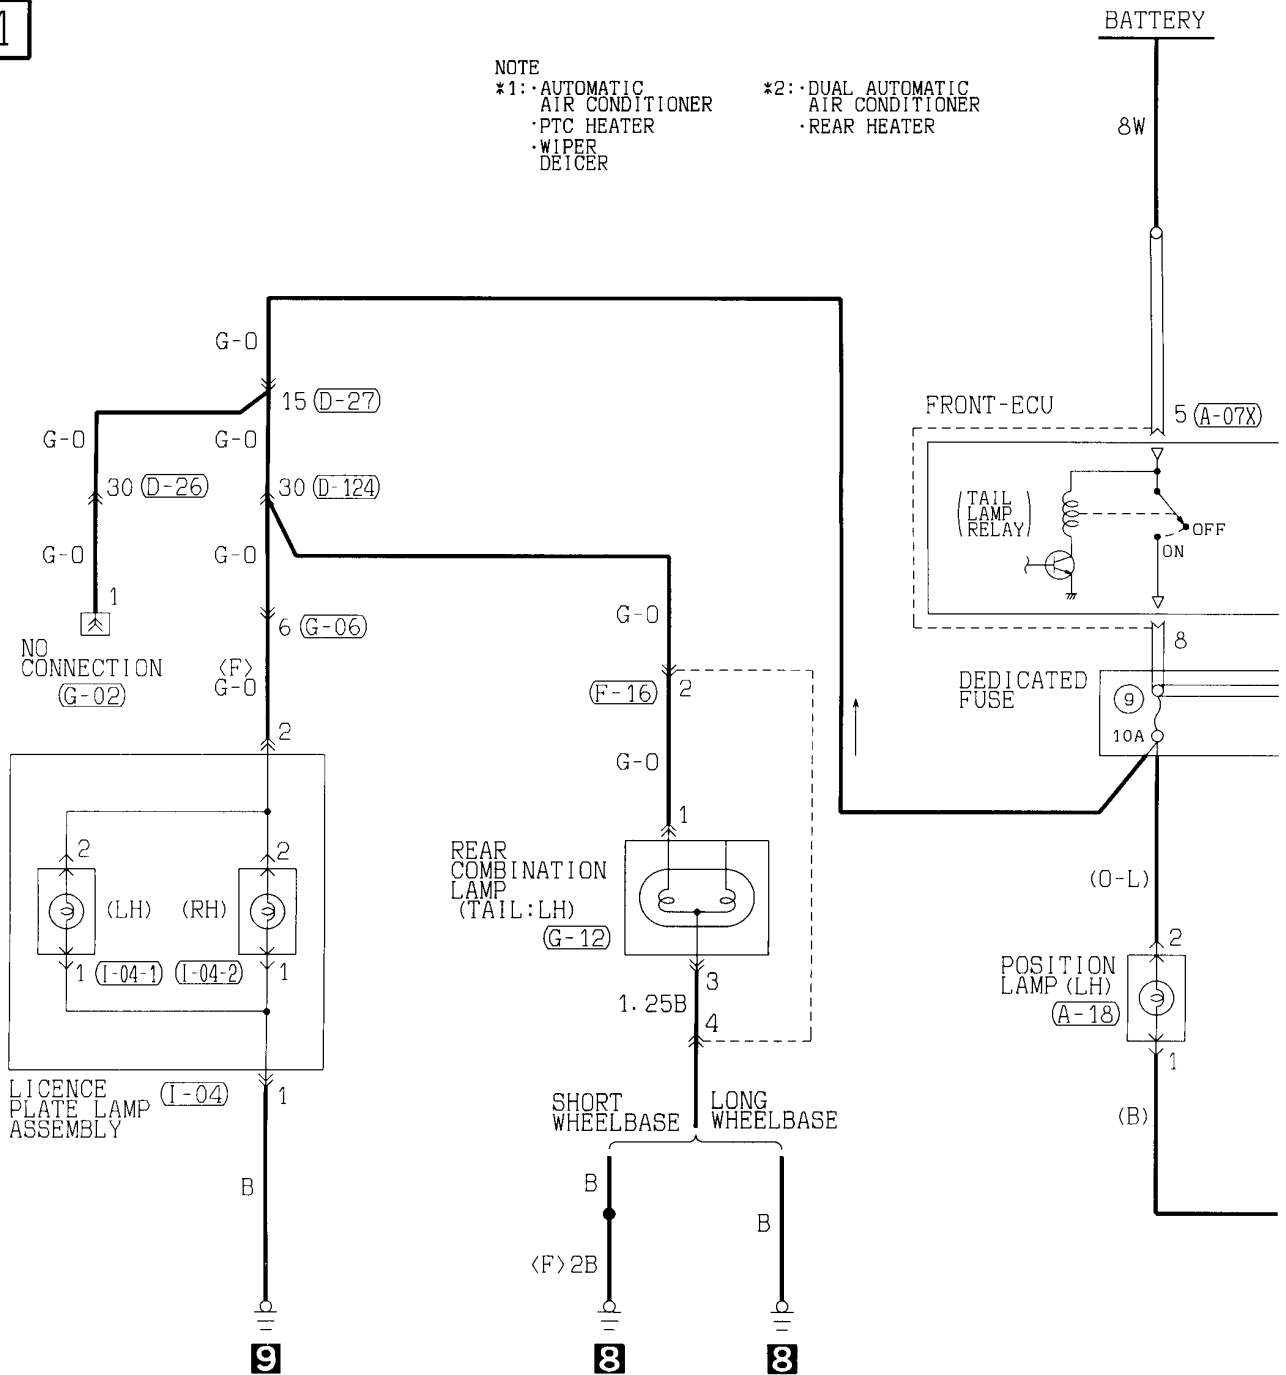 1
BATTERY
NOTE
*1:·AUTOMATIC
AIR CONDITIONER
·PTC HEATER
·WIPER
DEICER
*2:·DUAL AUTOMATIC
AIR CONDITIONER
·REAR HEATER
8W
G-O
15 (D-27)
FRONT-ECU
5 (A-07X)
G-O
G-O
30 (D-26)
30 (D-124)
(TAIL
LAMP
RELAY)
OFF
ON
G-O
G-O
1
6 (G-06)
G-O
8
NO
CONNECTION
(G-02)
<F>
G-O
(F-16)
2
DEDICATED
FUSE
9
10A
2
G-O
1
2
2
REAR
COMBINATION
LAMP
(TAIL:LH)
(G-12)
(O-L)
(LH)
(RH)
2
1
(I-04-1)
(I-04-2)
1
3
1.25B
4
POSITION
LAMP (LH)
(A-18)
1
LICENCE
PLATE LAMP
ASSEMBLY
(I-04)
1
SHORT
WHEELBASE
LONG
WHEELBASE
(B)
B
B
B
<F>2B
9
8
8